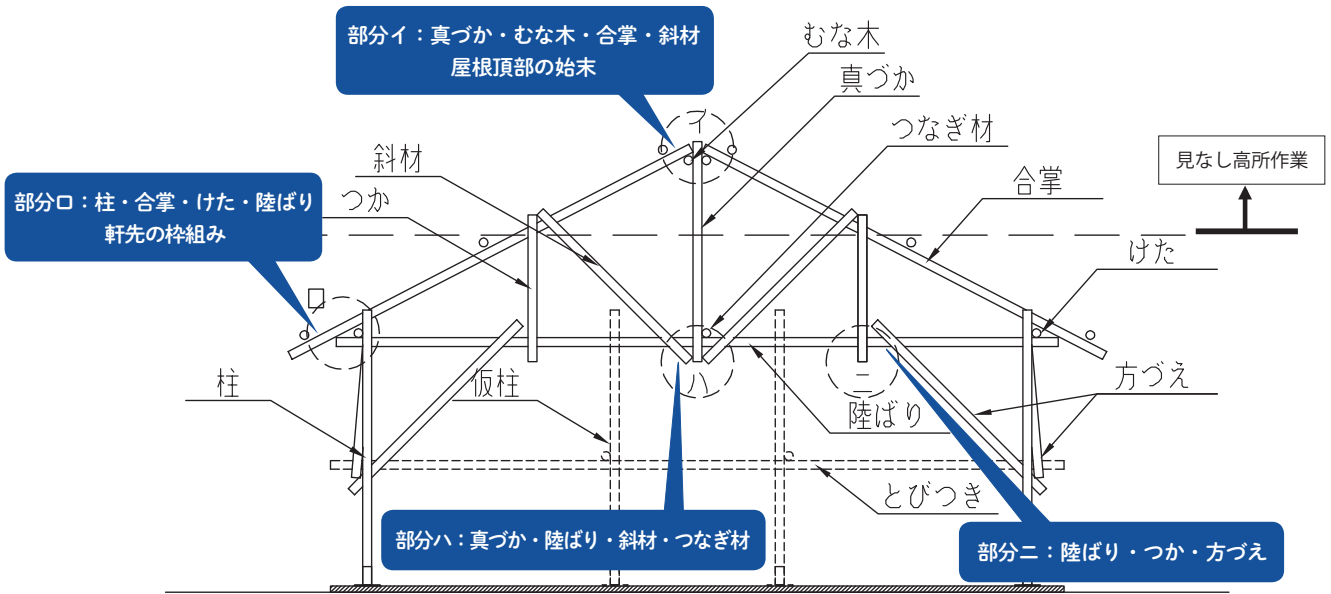 部分イ：真づか・むな木・合掌・斜材
屋根頂部の始末
むな木
真づか
つなぎ材
イ
斜材
つか
合掌
見なし高所作業
部分ロ：柱・合掌・けた・陸ばり
軒先の枠組み
けた
ロ
柱
仮柱
ハ
ニ
陸ばり
方づえ
とびつき
部分ハ：真づか・陸ばり・斜材・つなぎ材
部分ニ：陸ばり・つか・方づえ